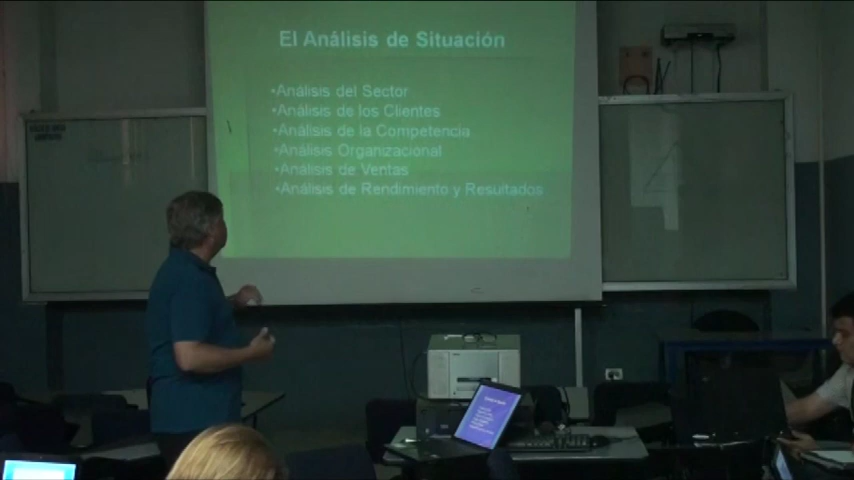 El Análisis de Situación
•Análisis del Sector
•Análisis de los Clientes
•Análisis de la Competencia
•Análisis Organizacional
•Análisis de Ventas
•Análisis de Rendimiento y Resultados